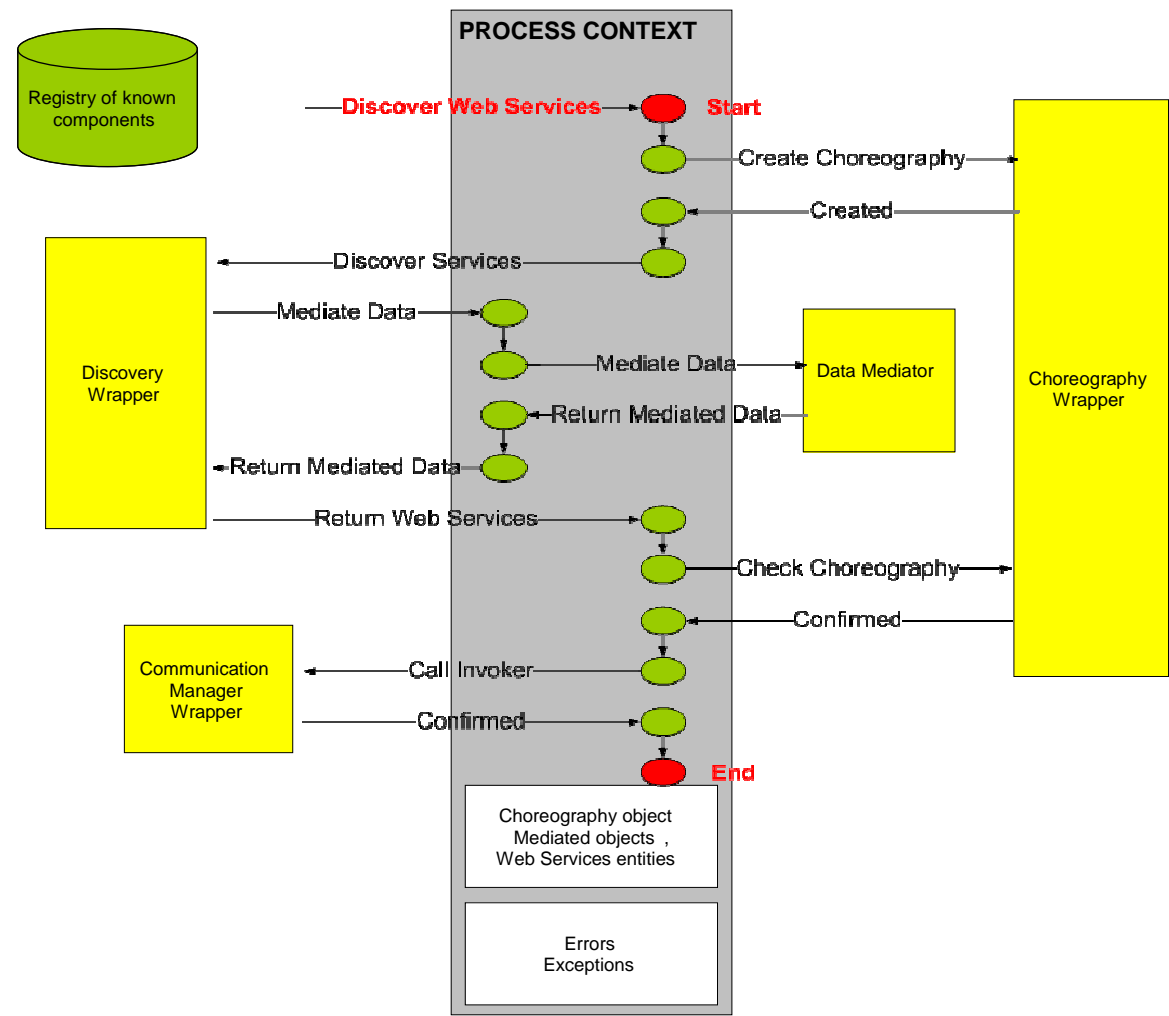 PROCESS CONTEXT
Registry of known
components
Discover Web Services
Start
Create Choreography
Created
Discover Services
Mediate Data
Mediate Data
Data Mediator
Discovery
Wrapper
Choreography
Wrapper
Return Mediated Data
Return Mediated Data
Return Web Services
Check Choreography
Confirmed
Communication
Manager
Wrapper
Call Invoker
Confirmed
End
Choreography object
Mediated objects ,
Web Services entities
Errors
Exceptions